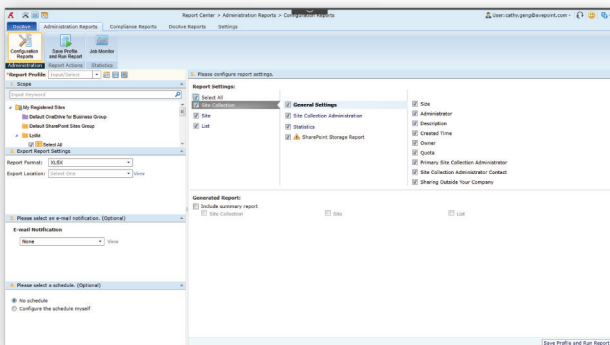 Report Center > Administration Reports > Configuration Reports
User:cathy.geng@avepoint.com
DocAve Administration Reports Compliance Reports DocAve Reports Settings
Configuration Reports
Save Profile and Run Report
Job Monitor
Administration Report Actions Statistics
*Report Profile Input/Select
Scope
Input Keyword
My Registered Sites
Default OneDrive for Business Group
Default SharePoint Sites Group
Lydia
Select All
Export Report Settings
Report Format: XLSX
Export Location: Select One View
Please select an e-mail notification. (Optional)
E-mail Notification
None View
Please select a schedule. (Optional)
No schedule
Configure the schedule myself
Please configure report settings.
Report Settings:
Select All
Site Collection
Site
List
General Settings
Site Collection Administration
Statistics
SharePoint Storage Report
Size
Administrator
Description
Created Time
Owner
Quota
Primary Site Collection Administrator
Site Collection Administrator Contact
Sharing Outside Your Company
Generated Report:
Include summary report
Site Collection Site List
Save Profile and Run Report